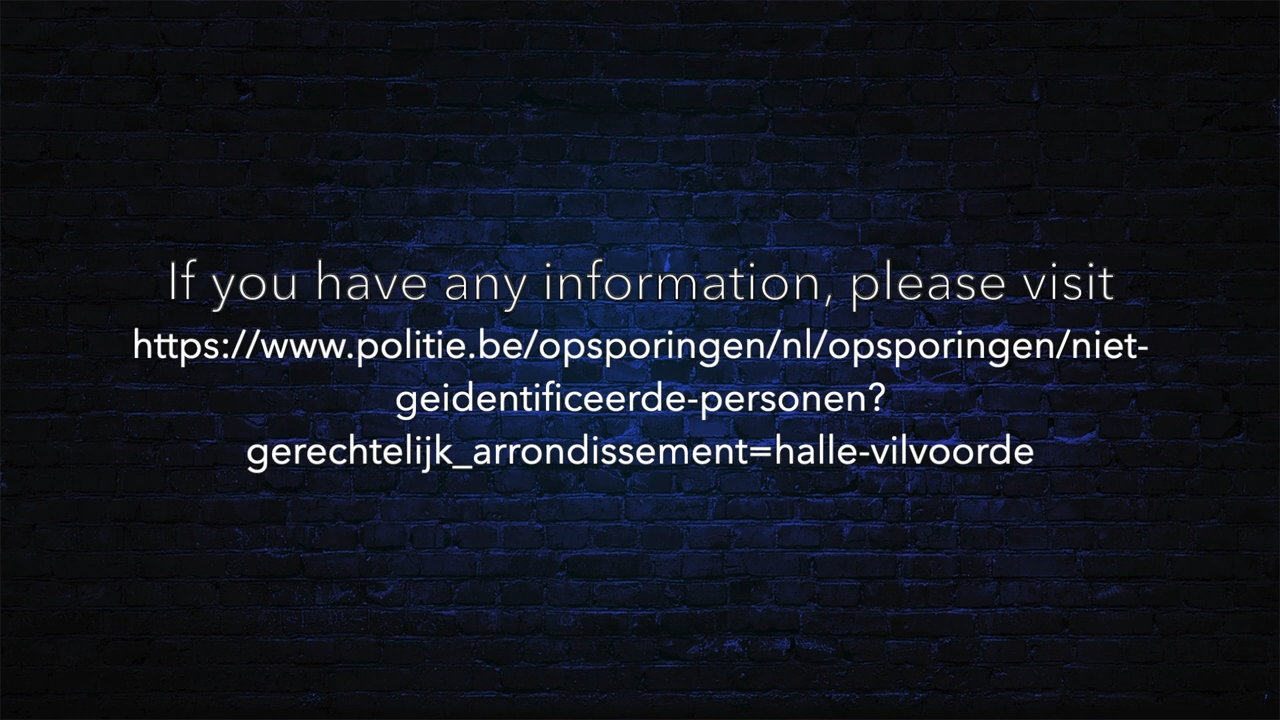 If you have any information, please visit
https://www.politie.be/opsporingen/nl/opsporingen/niet-
geidentificeerde-personen?
gerechtelijk_arrondissement=halle-vilvoorde